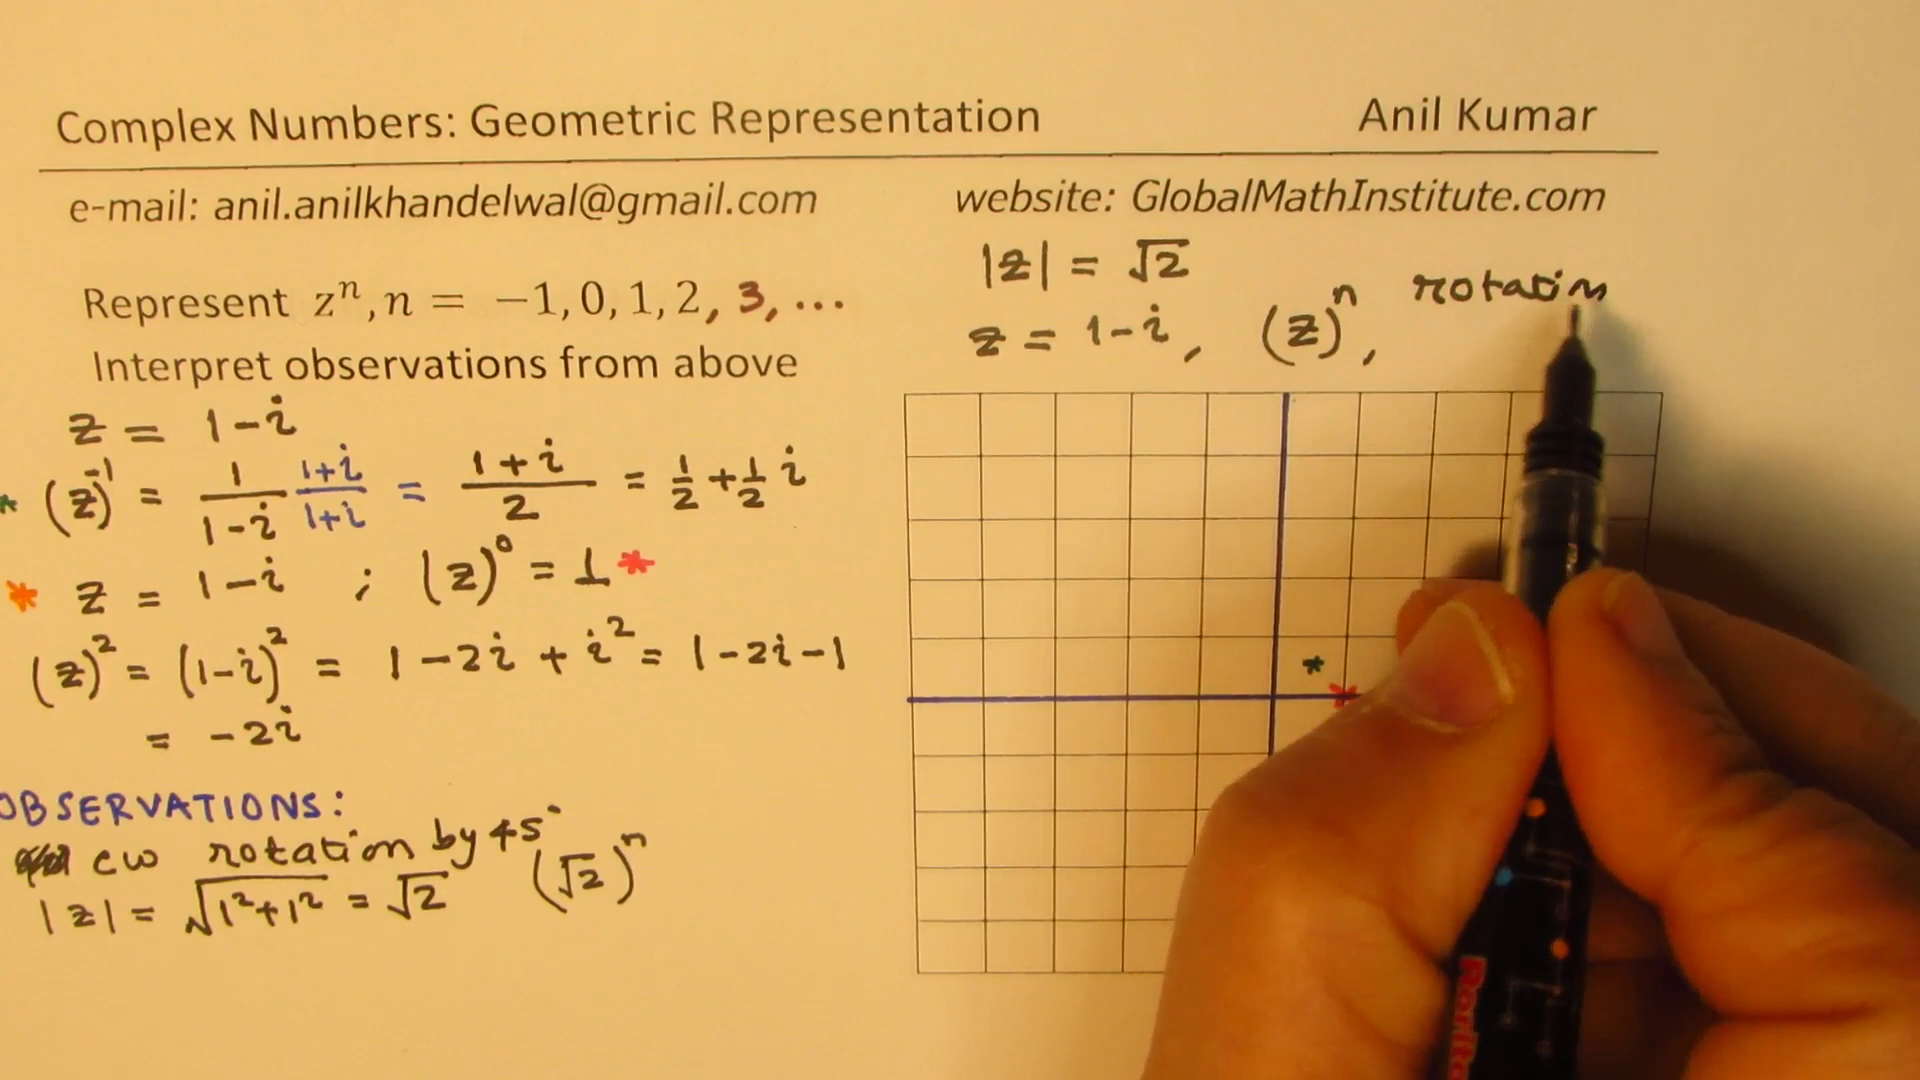 Complex Numbers: Geometric Representation Anil Kumar
e-mail: anil.anilkhandelwal@gmail.com website: GlobalMathInstitute.com
Represent zⁿ, n = −1, 0, 1, 2, 3, ...
Interpret observations from above
z = 1-i
* (z)⁻¹ = 1/(1-i) (1+i)/(1+i) = (1+i)/2 = 1/2 + 1/2 i
* z = 1-i ; (z)⁰ = 1 *
(z)² = (1-i)² = 1-2i + i² = 1-2i-1
= -2i
OBSERVATIONS:
cw rotation by 45°
|z| = √(1²+1²) = √2 (√2)ⁿ
|z| = √2
z = 1-i, (z)ⁿ, rotation